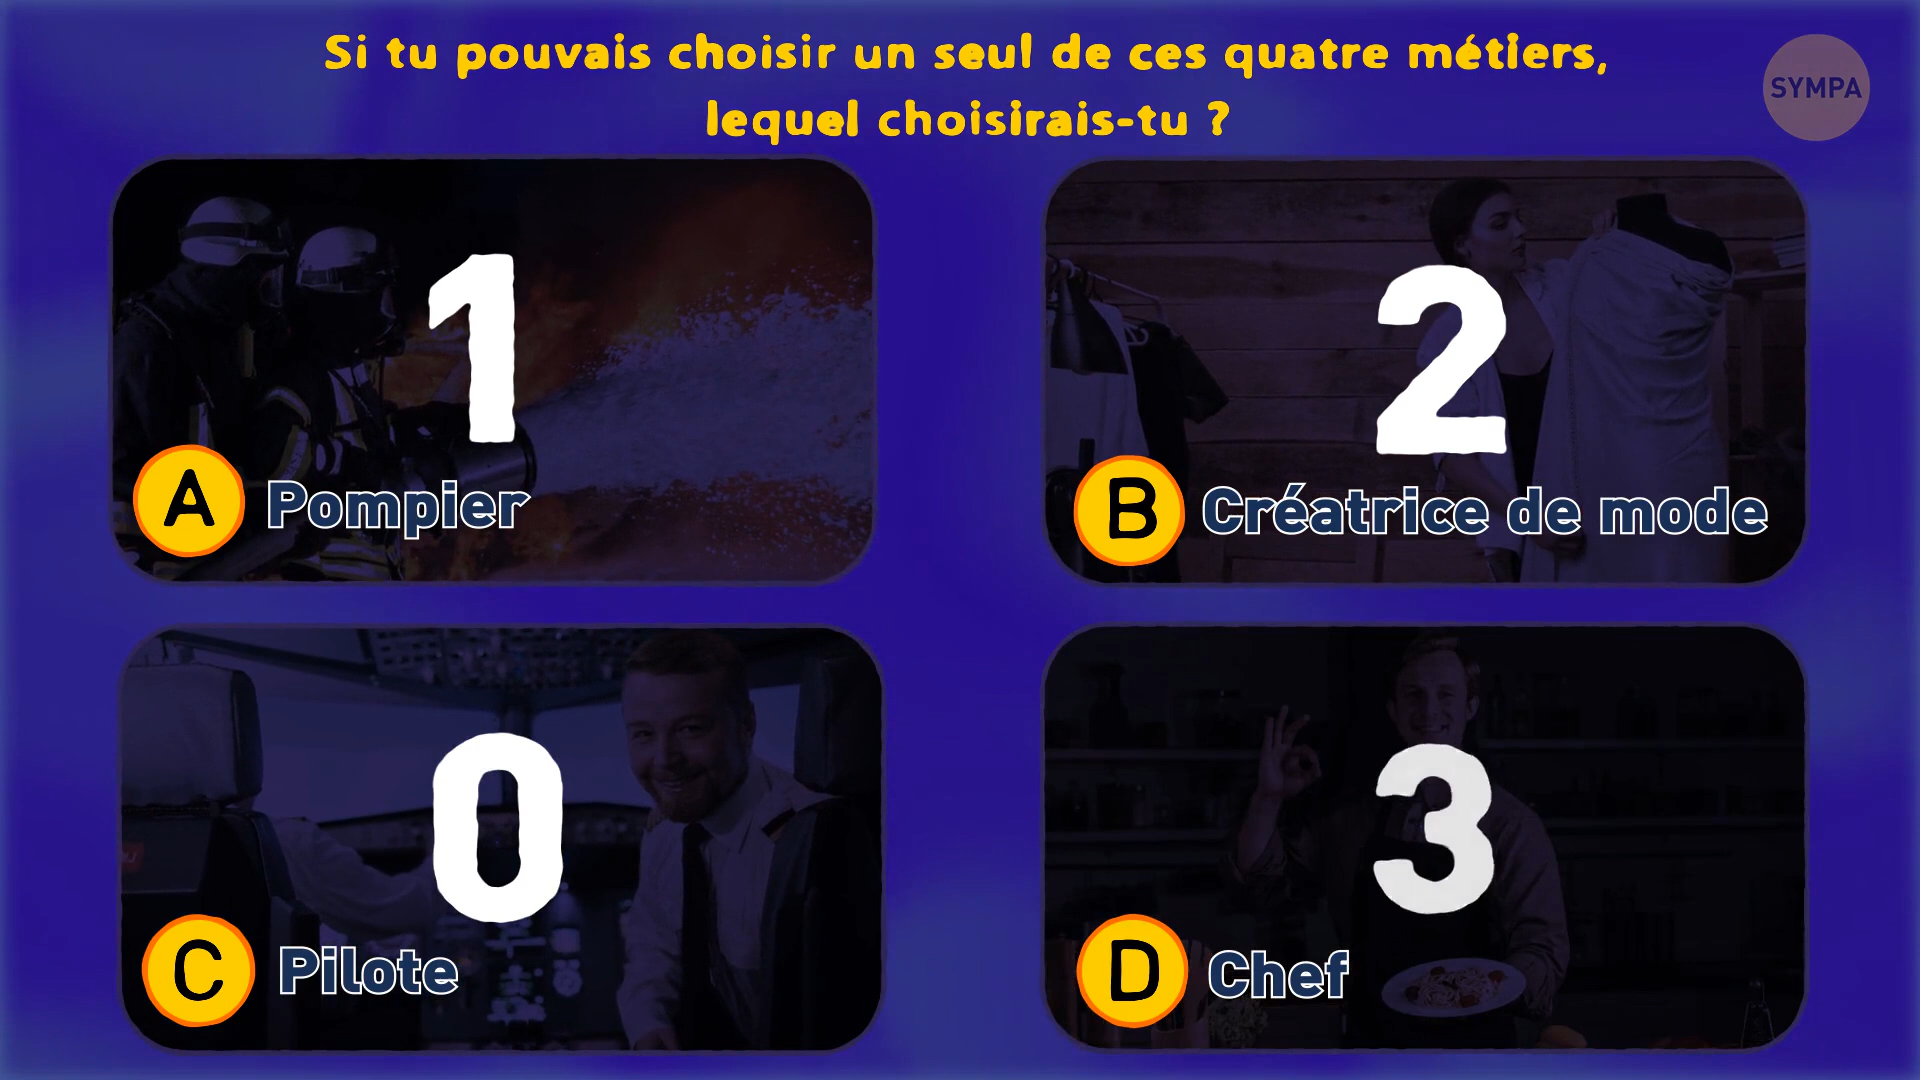 Si tu pouvais choisir un seul de ces quatre métiers,
lequel choisirais-tu ?
SYMPA
1
A Pompier
2
B Créatrice de mode
0
C Pilote
3
D Chef